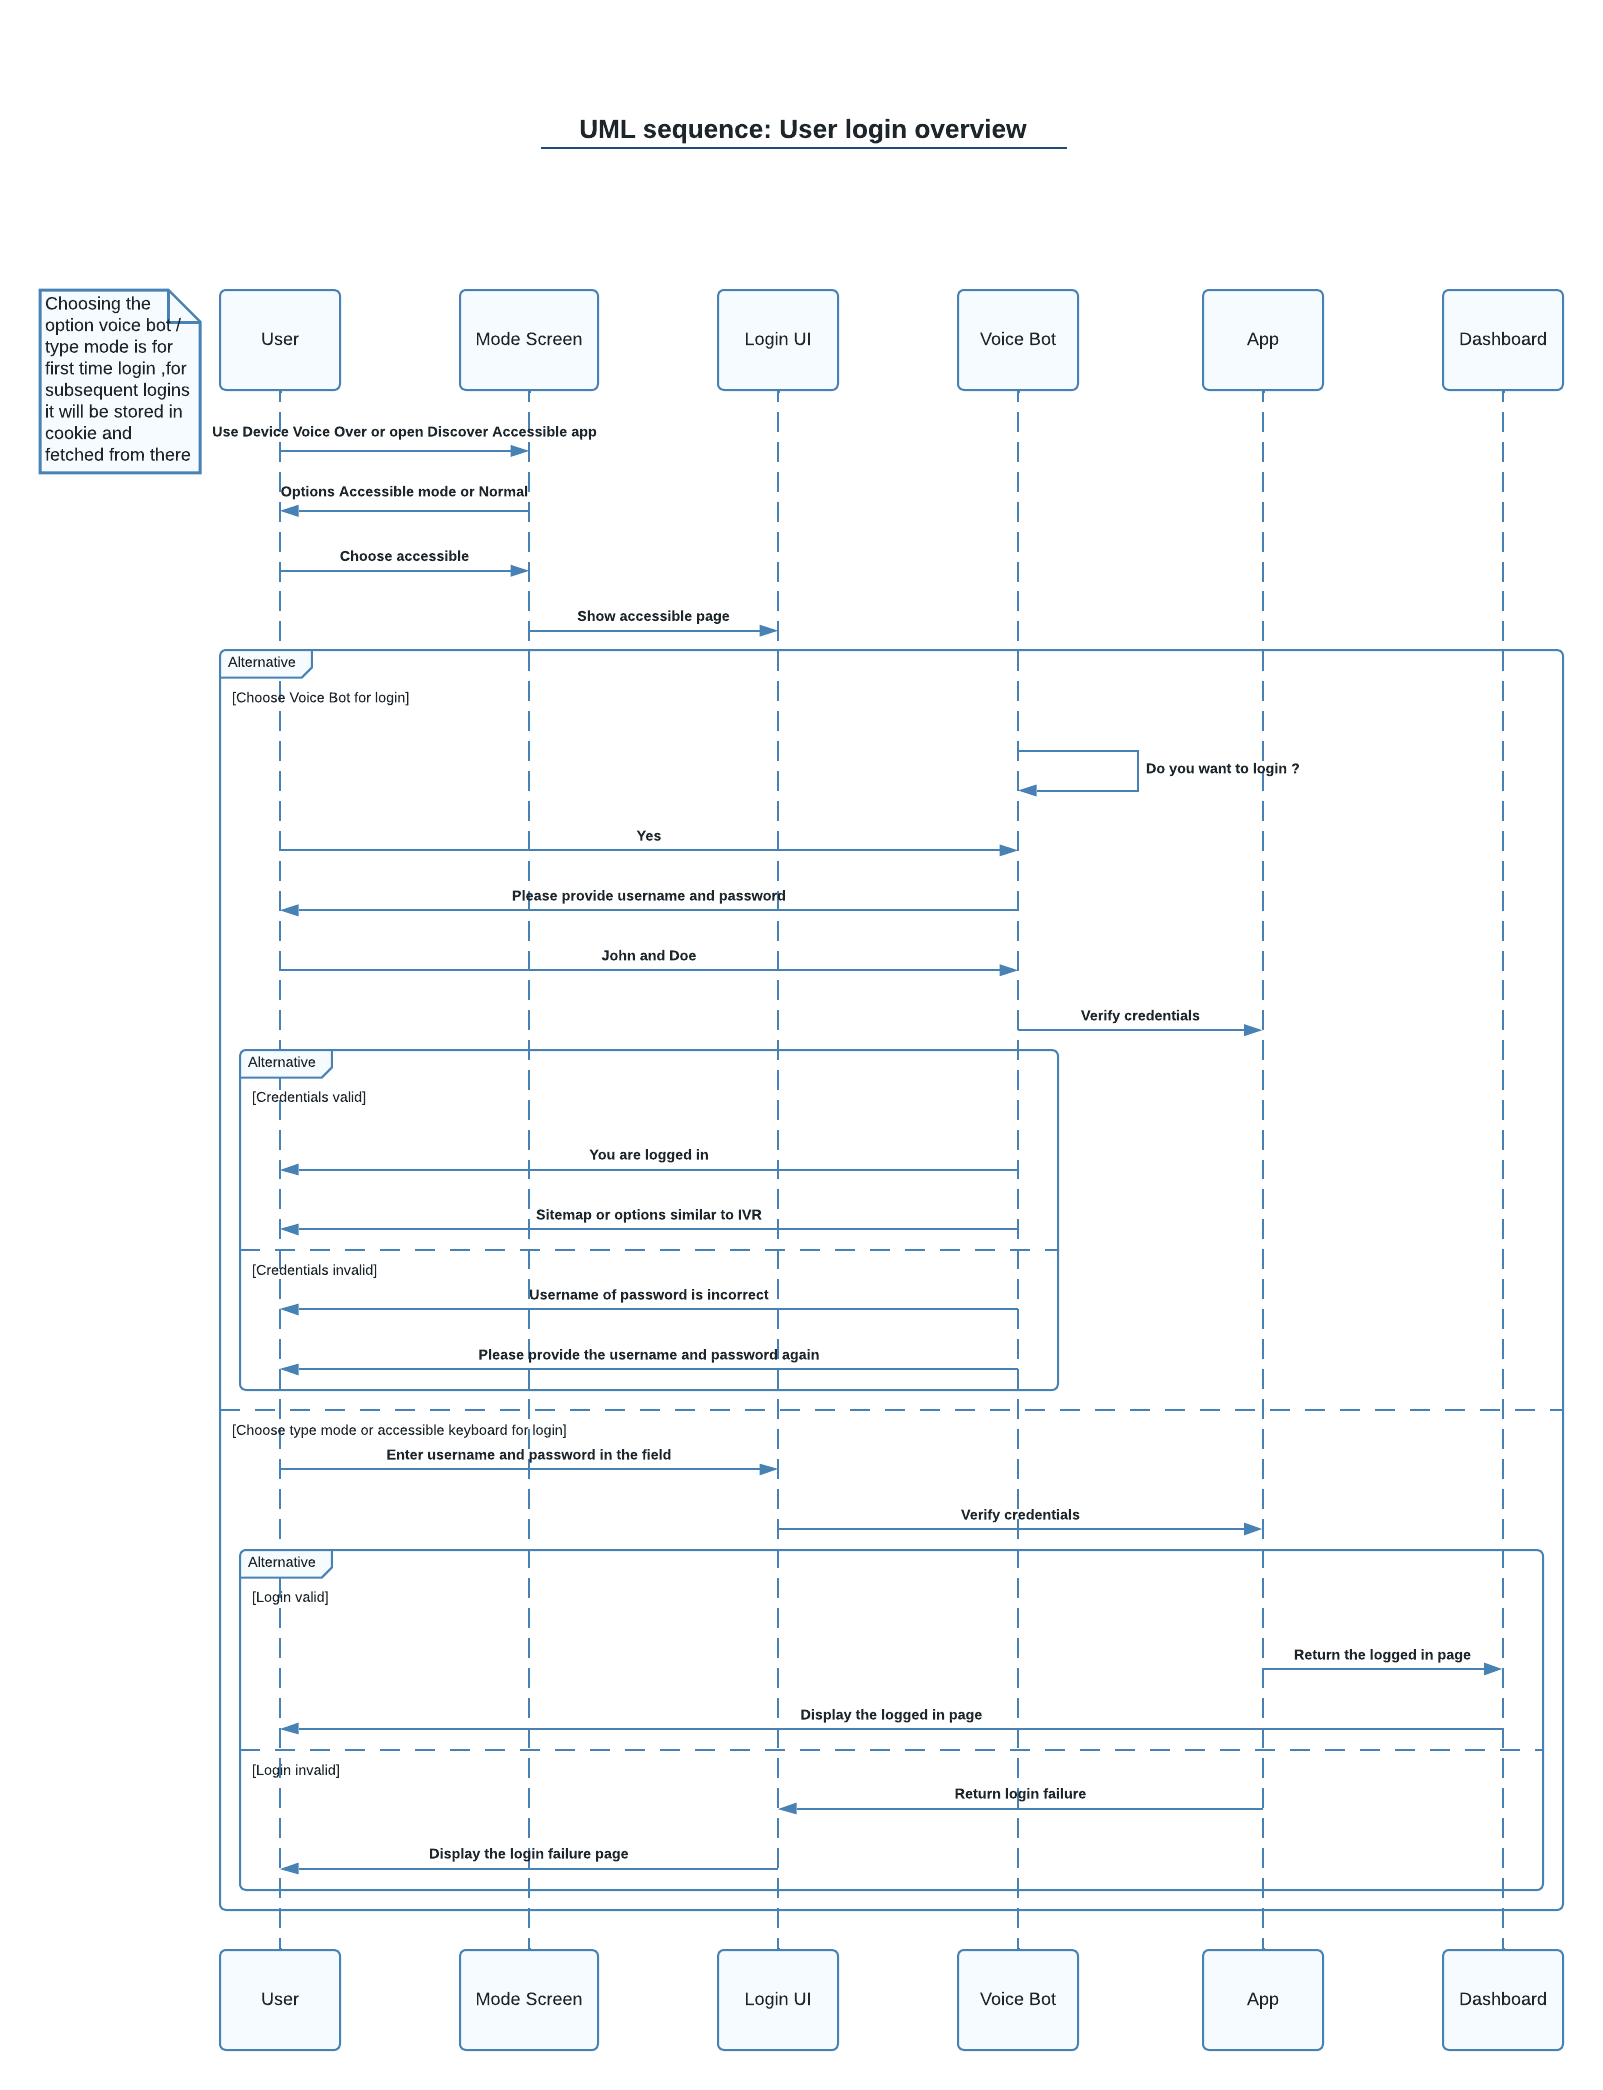 UML sequence: User login overview
Choosing the
option voice bot /
type mode is for
first time login ,for
subsequent logins
it will be stored in
cookie and
fetched from there
User
Mode Screen
Login UI
Voice Bot
App
Dashboard
Use Device Voice Over or open Discover Accessible app
Options Accessible mode or Normal
Choose accessible
Show accessible page
Alternative
[Choose Voice Bot for login]
Do you want to login ?
Yes
Please provide username and password
John and Doe
Verify credentials
Alternative
[Credentials valid]
You are logged in
Sitemap or options similar to IVR
[Credentials invalid]
Username of password is incorrect
Please provide the username and password again
[Choose type mode or accessible keyboard for login]
Enter username and password in the field
Verify credentials
Alternative
[Login valid]
Return the logged in page
Display the logged in page
[Login invalid]
Return login failure
Display the login failure page
User
Mode Screen
Login UI
Voice Bot
App
Dashboard